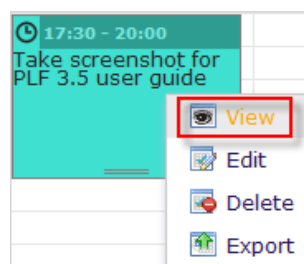 17:30 - 20:00
Take screenshot for
PLF 3.5 user guide
View
Edit
Delete
Export